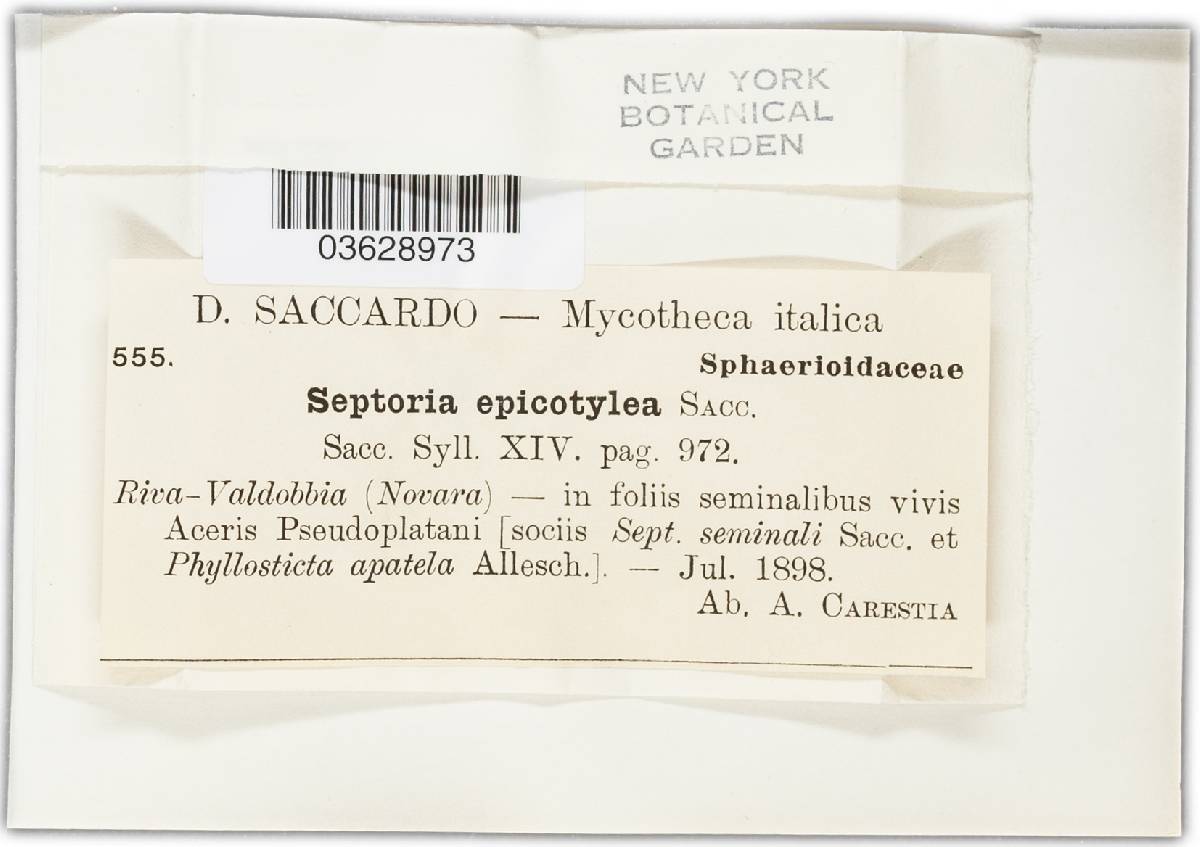 NEW YORK
BOTANICAL
GARDEN
03628973
D. SACCARDO — Mycotheca italica
555.
Sphaerioidaceae
Septoria epicotylea SACC.
Sacc. Syll. XIV. pag. 972.
Riva-Valdobbia (Novara) — in foliis seminalibus vivis
Aceris Pseudoplatani [sociis Sept. seminali Sacc. et
Phyllosticta apatela Allesch.]. — Jul. 1898.
Ab. A. CARESTIA